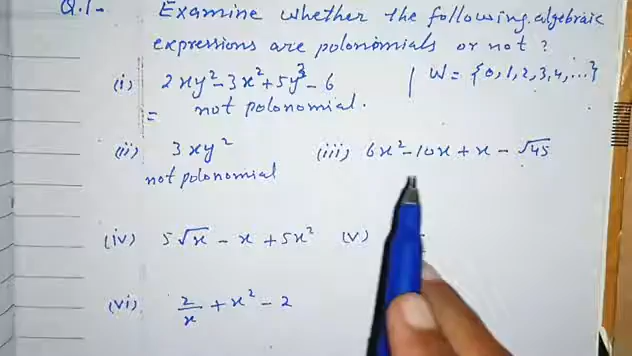 Q.1- Examine whether the following algebraic
expressions are polonomials or not?
(i) 2xy² - 3x² + 5y³ - 6 | W = {0,1,2,3,4,...}
= not polonomial.
(ii) 3xy² (iii) 6x² - 10x + x - √45
not polonomial
(iv) 5√x - x + 5x² (v)
(vi) 2/x + x² - 2